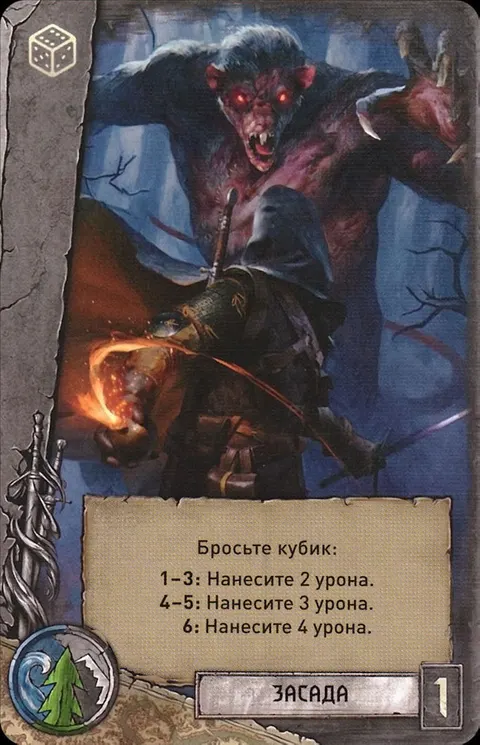 Бросьте кубик:
1–3: Нанесите 2 урона.
4–5: Нанесите 3 урона.
6: Нанесите 4 урона.
ЗАСАДА
1